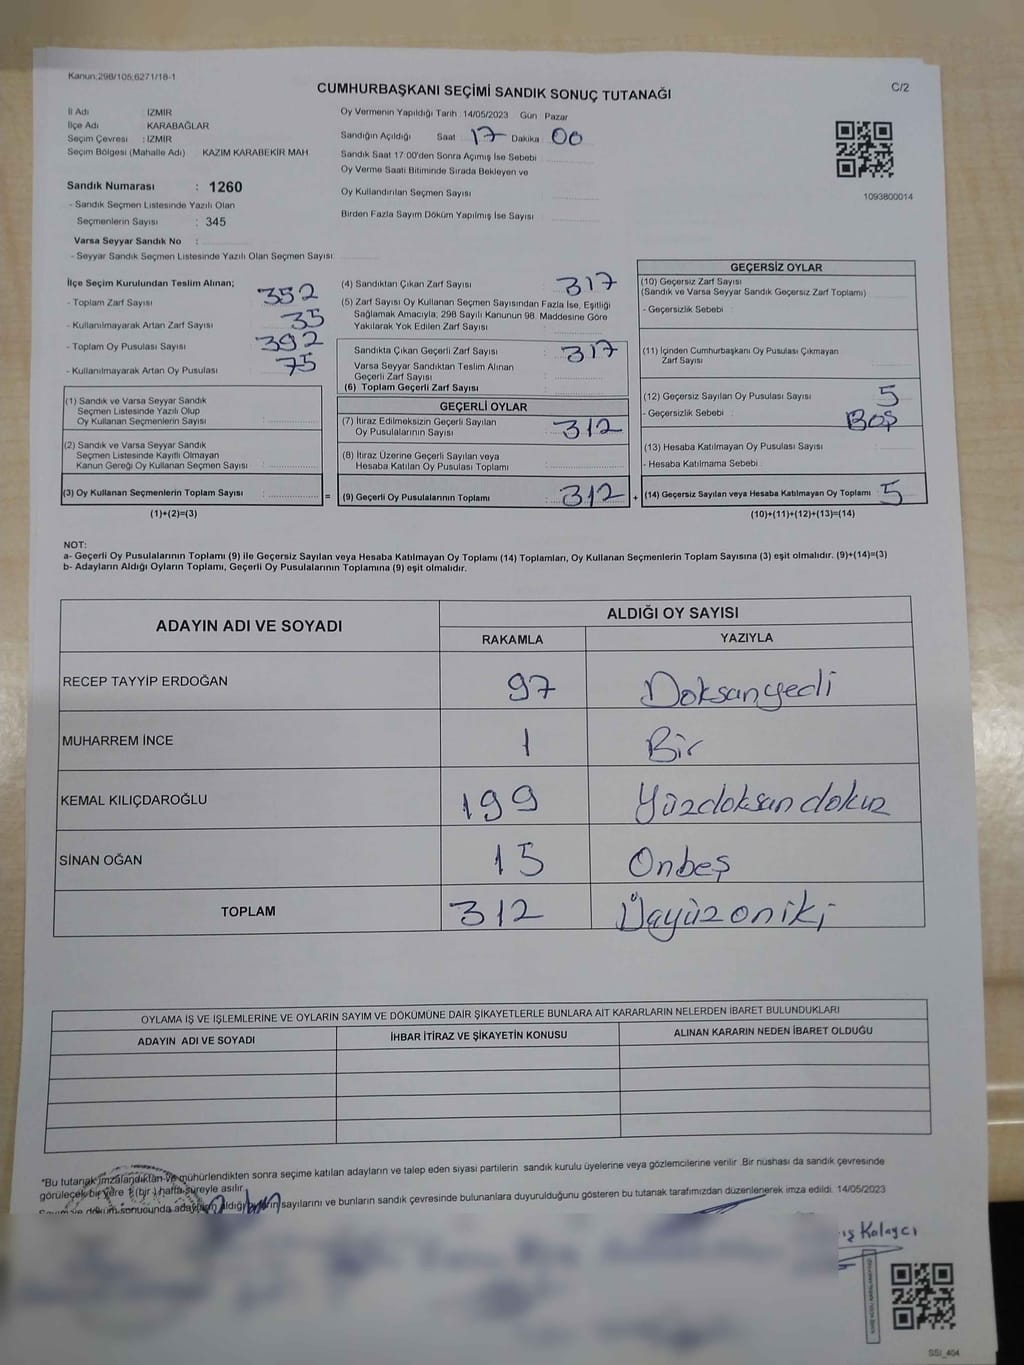 Kanun;298/105;6271/18-1
CUMHURBAŞKANI SEÇİMİ SANDIK SONUÇ TUTANAĞI
C/2
İl Adı : İZMİR
İlçe Adı : KARABAĞLAR
Seçim Çevresi : İZMİR
Seçim Bölgesi (Mahalle Adı) KAZIM KARABEKİR MAH.
Sandık Numarası : 1260
- Sandık Seçmen Listesinde Yazılı Olan
Seçmenlerin Sayısı : 345
Varsa Seyyar Sandık No :
- Seyyar Sandık Seçmen Listesinde Yazılı Olan Seçmen Sayısı
Oy Vermenin Yapıldığı Tarih : 14/05/2023 Gün Pazar
Sandığın Açıldığı Saat 17 Dakika 00
Sandık Saat 17:00'den Sonra Açımış İse Sebebi
Oy Verme Saati Bitiminde Sırada Bekleyen ve
Oy Kullandırılan Seçmen Sayısı
Birden Fazla Sayım Döküm Yapılmış İse Sayısı
1093800014
İlçe Seçim Kurulundan Teslim Alınan;
- Toplam Zarf Sayısı : 352
- Kullanılmayarak Artan Zarf Sayısı : 35
- Toplam Oy Pusulası Sayısı : 392
- Kullanılmayarak Artan Oy Pusulası : 75
(1) Sandık ve Varsa Seyyar Sandık
Seçmen Listesinde Yazılı Olup
Oy Kullanan Seçmenlerin Sayısı :
(2) Sandık ve Varsa Seyyar Sandık
Seçmen Listesinde Kayıtlı Olmayan
Kanun Gereği Oy Kullanan Seçmen Sayısı :
(3) Oy Kullanan Seçmenlerin Toplam Sayısı : =
(1)+(2)=(3)
(4) Sandıktan Çıkan Zarf Sayısı : 317
(5) Zarf Sayısı Oy Kullanan Seçmen Sayısından Fazla İse, Eşitliği
Sağlamak Amacıyla; 298 Sayılı Kanunun 98. Maddesine Göre
Yakılarak Yok Edilen Zarf Sayısı :
Sandıkta Çıkan Geçerli Zarf Sayısı : 317
Varsa Seyyar Sandıktan Teslim Alınan
Geçerli Zarf Sayısı :
(6) Toplam Geçerli Zarf Sayısı :
GEÇERLİ OYLAR
(7) İtiraz Edilmeksizin Geçerli Sayılan
Oy Pusulalarının Sayısı : 312
(8) İtiraz Üzerine Geçerli Sayılan veya
Hesaba Katılan Oy Pusulası Toplamı :
(9) Geçerli Oy Pusulalarının Toplamı : 312 +
GEÇERSİZ OYLAR
(10) Geçersiz Zarf Sayısı
(Sandık ve Varsa Seyyar Sandık Geçersiz Zarf Toplamı)
- Geçersizlik Sebebi :
(11) İçinden Cumhurbaşkanı Oy Pusulası Çıkmayan
Zarf Sayısı :
(12) Geçersiz Sayılan Oy Pusulası Sayısı : 5
- Geçersizlik Sebebi : BOŞ
(13) Hesaba Katılmayan Oy Pusulası Sayısı :
- Hesaba Katılmama Sebebi :
(14) Geçersiz Sayılan veya Hesaba Katılmayan Oy Toplamı : 5
(10)+(11)+(12)+(13)=(14)
NOT:
a- Geçerli Oy Pusulalarının Toplamı (9) ile Geçersiz Sayılan veya Hesaba Katılmayan Oy Toplamı (14) Toplamları, Oy Kullanan Seçmenlerin Toplam Sayısına (3) eşit olmalıdır. (9)+(14)=(3)
b- Adayların Aldığı Oyların Toplamı, Geçerli Oy Pusulalarının Toplamına (9) eşit olmalıdır.
ADAYIN ADI VE SOYADI
ALDIĞI OY SAYISI
RAKAMLA YAZIYLA
RECEP TAYYİP ERDOĞAN 97 Doksanyedi
MUHARREM İNCE 1 Bir
KEMAL KILIÇDAROĞLU 199 Yüzdoksan dokuz
SİNAN OĞAN 15 Onbeş
TOPLAM 312 Üçyüzoniki
OYLAMA İŞ VE İŞLEMLERİNE VE OYLARIN SAYIM VE DÖKÜMÜNE DAİR ŞİKAYETLERLE BUNLARA AİT KARARLARIN NELERDEN İBARET BULUNDUKLARI
ADAYIN ADI VE SOYADI İHBAR İTİRAZ VE ŞİKAYETİN KONUSU ALINAN KARARIN NEDEN İBARET OLDUĞU
*Bu tutanak imzalandıktan ve mühürlendikten sonra seçime katılan adayların ve talep eden siyasi partilerin sandık kurulu üyelerine veya gözlemcilerine verilir .Bir nüshası da sandık çevresinde
görülecek bir yere 1 (bir ) hafta süreyle asılır.
Sayım ve döküm sonucunda adayların aldığı oyların sayılarını ve bunların sandık çevresinde bulunanlara duyurulduğunu gösteren bu tutanak tarafımızdan düzenlenerek imza edildi. 14/05/2023
Kalaycı
SSI_404